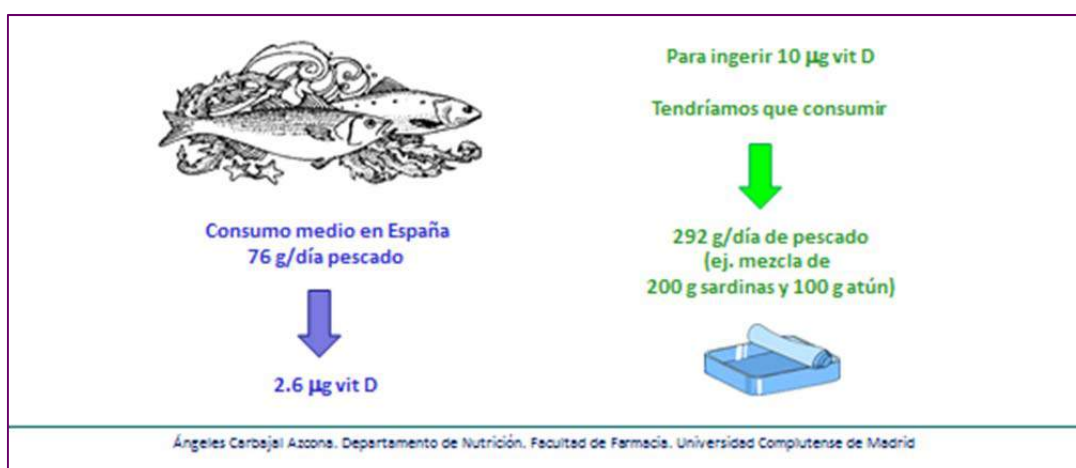 Consumo medio en España
76 g/día pescado
2.6 µg vit D
Para ingerir 10 µg vit D
Tendríamos que consumir
292 g/día de pescado
(ej. mezcla de
200 g sardinas y 100 g atún)
Ángeles Carbajal Azcona. Departamento de Nutrición. Facultad de Farmacia. Universidad Complutense de Madrid